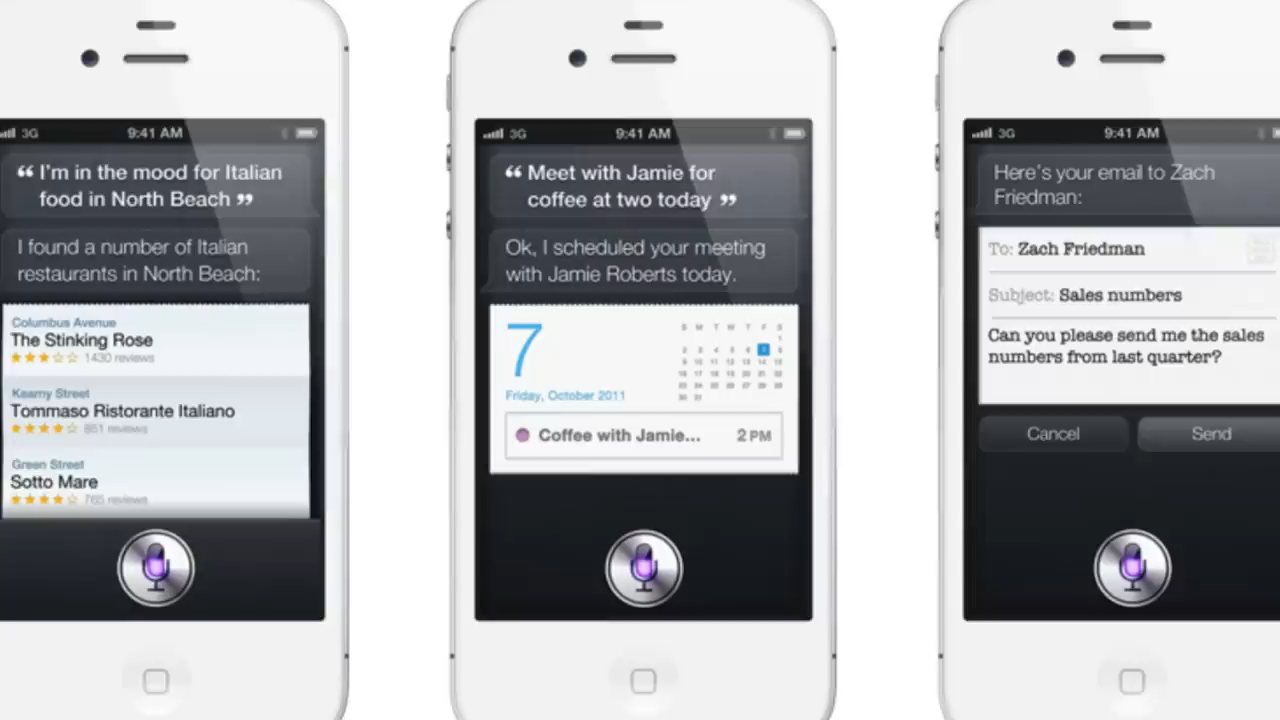 3G 9:41 AM
“ I'm in the mood for Italian
food in North Beach ”
I found a number of Italian
restaurants in North Beach:
Columbus Avenue
The Stinking Rose
1430 reviews
Kearny Street
Tommaso Ristorante Italiano
851 reviews
Green Street
Sotto Mare
765 reviews
3G 9:41 AM
“ Meet with Jamie for
coffee at two today ”
Ok, I scheduled your meeting
with Jamie Roberts today.
7
S M T W T F S
Friday, October 2011
Coffee with Jamie... 2 PM
3G 9:41 AM
Here's your email to Zach
Friedman:
To: Zach Friedman
Subject: Sales numbers
Can you please send me the sales
numbers from last quarter?
Cancel Send